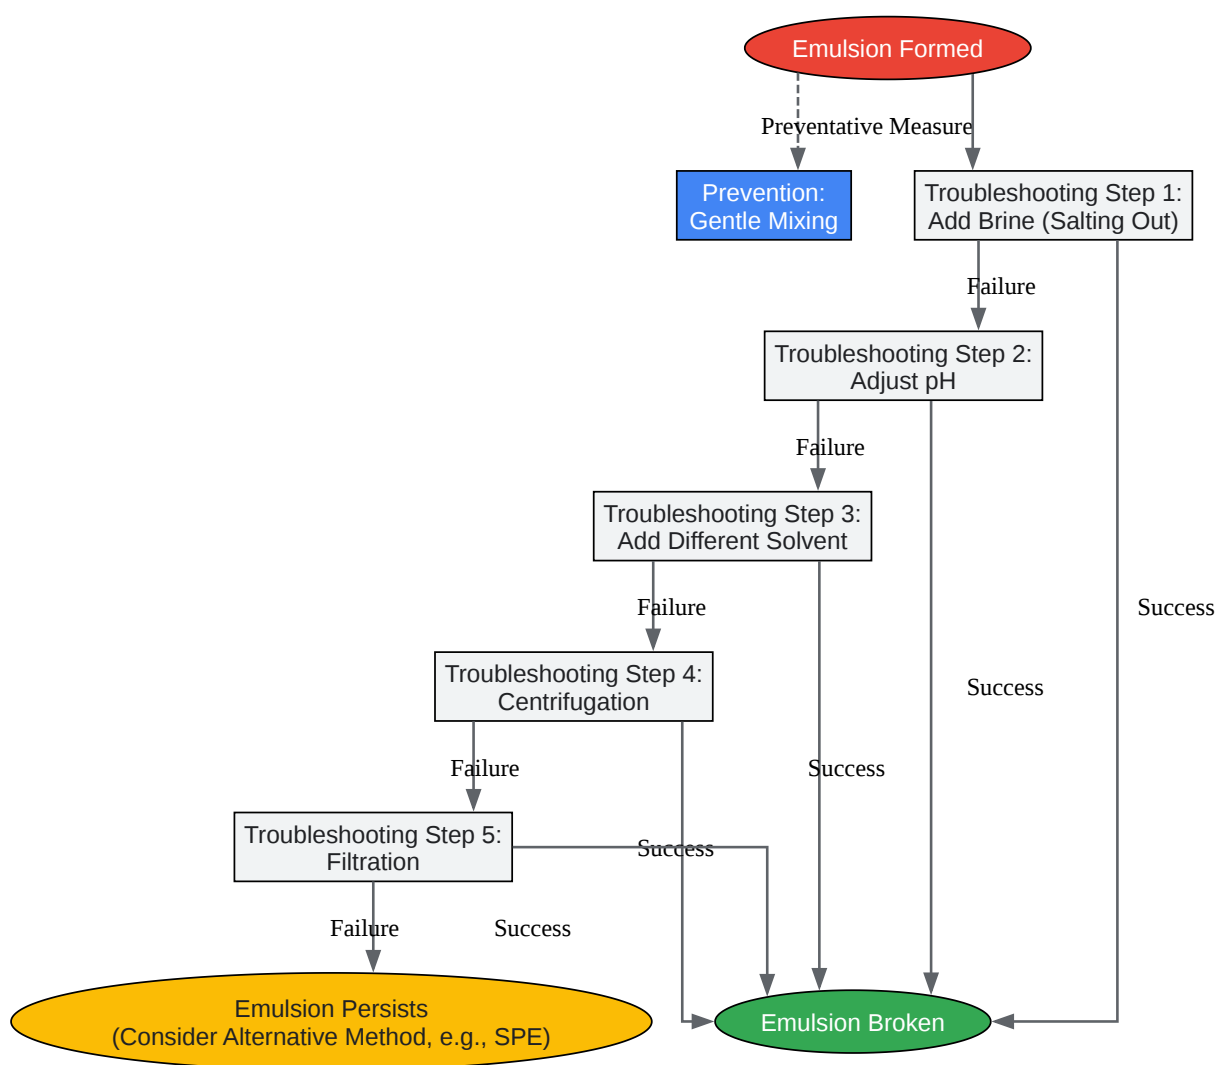 Emulsion Formed
Preventative Measure
Prevention:
Gentle Mixing
Troubleshooting Step 1:
Add Brine (Salting Out)
Failure
Troubleshooting Step 2:
Adjust pH
Failure
Troubleshooting Step 3:
Add Different Solvent
Failure
Success
Troubleshooting Step 4:
Centrifugation
Success
Failure
Success
Troubleshooting Step 5:
Filtration
Success
Failure
Success
Emulsion Persists
(Consider Alternative Method, e.g., SPE)
Emulsion Broken